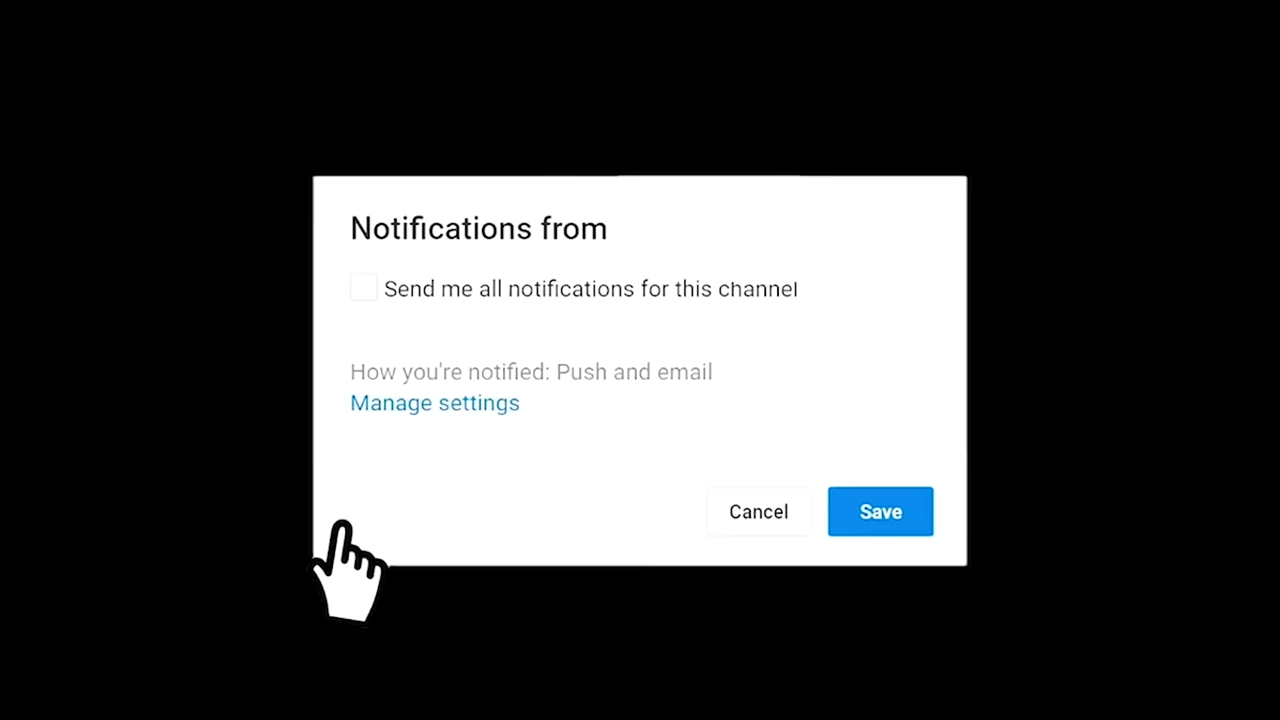 Notifications from
Send me all notifications for this channel
How you're notified: Push and email
Manage settings
Cancel
Save